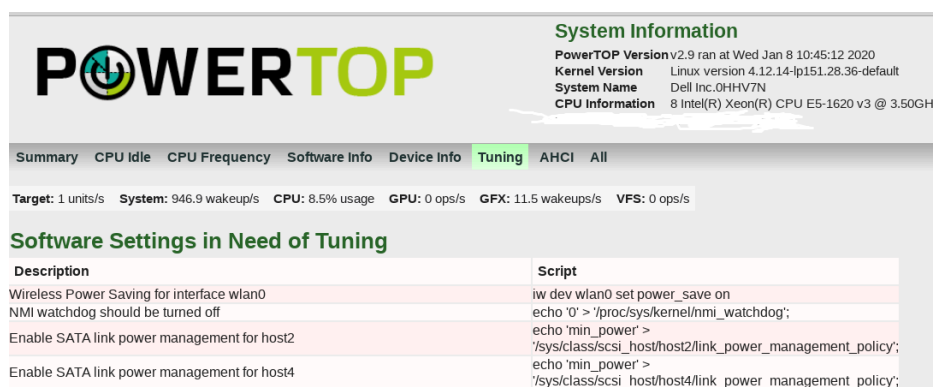 POWERTOP
System Information
PowerTOP Version v2.9 ran at Wed Jan 8 10:45:12 2020
Kernel Version Linux version 4.12.14-lp151.28.36-default
System Name Dell Inc.0HHV7N
CPU Information 8 Intel(R) Xeon(R) CPU E5-1620 v3 @ 3.50GH
Summary CPU Idle CPU Frequency Software Info Device Info Tuning AHCI All
Target: 1 units/s System: 946.9 wakeup/s CPU: 8.5% usage GPU: 0 ops/s GFX: 11.5 wakeups/s VFS: 0 ops/s
Software Settings in Need of Tuning
Description Script
Wireless Power Saving for interface wlan0 iw dev wlan0 set power_save on
NMI watchdog should be turned off echo '0' > '/proc/sys/kernel/nmi_watchdog';
Enable SATA link power management for host2 echo 'min_power' >
'/sys/class/scsi_host/host2/link_power_management_policy';
Enable SATA link power management for host4 echo 'min_power' >
'/sys/class/scsi_host/host4/link_power_management_policy';